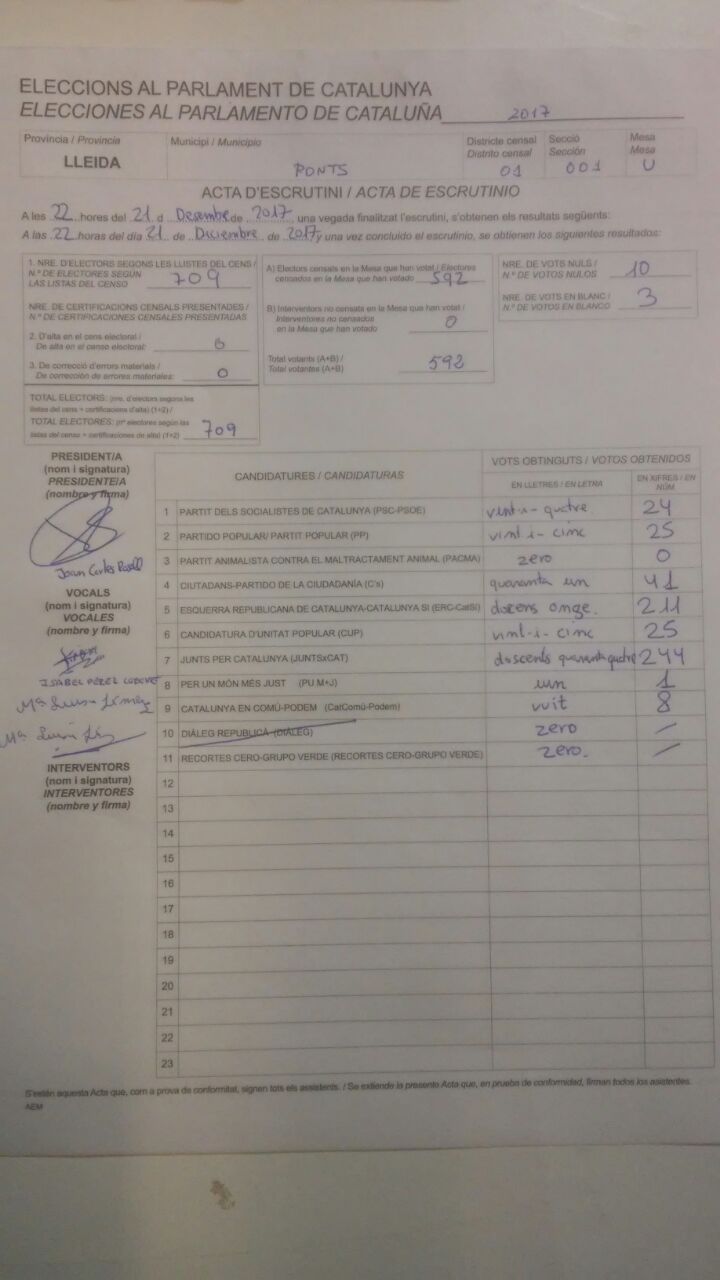 ELECCIONS AL PARLAMENT DE CATALUNYA
ELECCIONES AL PARLAMENTO DE CATALUÑA 2017
Província / Provincia
LLEIDA
Municipi / Municipio
PONTS
Districte censal
Distrito censal
01
Secció
Sección
001
Mesa
Mesa
U
ACTA D'ESCRUTINI / ACTA DE ESCRUTINIO
A les 22 hores del 21 d Desembre de 2017, una vegada finalitzat l'escrutini, s'obtenen els resultats següents:
A las 22 horas del día 21 de Diciembre de 2017 y una vez concluido el escrutinio, se obtienen los siguientes resultados:
1. NRE. D'ELECTORS SEGONS LES LLISTES DEL CENS /
N.º DE ELECTORES SEGÚN
LAS LISTAS DEL CENSO 709
NRE. DE CERTIFICACIONS CENSALS PRESENTADES /
N.º DE CERTIFICACIONES CENSALES PRESENTADAS
2. D'alta en el cens electoral /
De alta en el censo electoral: 0
3. De correcció d'errors materials /
De corrección de errores materiales: 0
TOTAL ELECTORS: (nre. d'electors segons les
llistes del cens + certificacions d'alta) (1+2) /
TOTAL ELECTORES: (nº electores según las
listas del censo + certificaciones de alta) (1+2) 709
A) Electors censals en la Mesa que han votat / Electores
censados en la Mesa que han votado 592
B) Interventors no censats en la Mesa que han votat /
Interventores no censados
en la Mesa que han votado 0
Total votants (A+B) /
Total votantes (A+B) 592
NRE. DE VOTS NULS /
N.º DE VOTOS NULOS 10
NRE. DE VOTS EN BLANC /
N.º DE VOTOS EN BLANCO 3
PRESIDENT/A
(nom i signatura)
PRESIDENTE/A
(nombre y firma)
Joan Carles Rosell
VOCALS
(nom i signatura)
VOCALES
(nombre y firma)
ISABEL PÉREZ
Mª
Mª
INTERVENTORS
(nom i signatura)
INTERVENTORES
(nombre y firma)
CANDIDATURES / CANDIDATURAS
VOTS OBTINGUTS / VOTOS OBTENIDOS
EN LLETRES / EN LETRA
EN XIFRES / EN NÚM
1 PARTIT DELS SOCIALISTES DE CATALUNYA (PSC-PSOE) vint-i-quatre 24
2 PARTIDO POPULAR/ PARTIT POPULAR (PP) vint i- cinc 25
3 PARTIT ANIMALISTA CONTRA EL MALTRACTAMENT ANIMAL (PACMA) zero 0
4 CIUTADANS-PARTIDO DE LA CIUDADANÍA (C's) quaranta un 41
5 ESQUERRA REPUBLICANA DE CATALUNYA-CATALUNYA SÍ (ERC-CatSí) doscens onze. 211
6 CANDIDATURA D'UNITAT POPULAR (CUP) vint-i- cinc 25
7 JUNTS PER CATALUNYA (JUNTSxCAT) doscents quaranta quatre 244
8 PER UN MÓN MÉS JUST (PUM+J) un 1
9 CATALUNYA EN COMÚ-PODEM (CatComú-Podem) vuit 8
10 DIÀLEG REPUBLICÀ (DIÀLEG) zero /
11 RECORTES CERO-GRUPO VERDE (RECORTES CERO-GRUPO VERDE) zero. /
12
13
14
15
16
17
18
19
20
21
22
23
S'estén aquesta Acta que, com a prova de conformitat, signen tots els assistents. / Se extiende la presente Acta que, en prueba de conformidad, firman todos los asistentes.
AEM